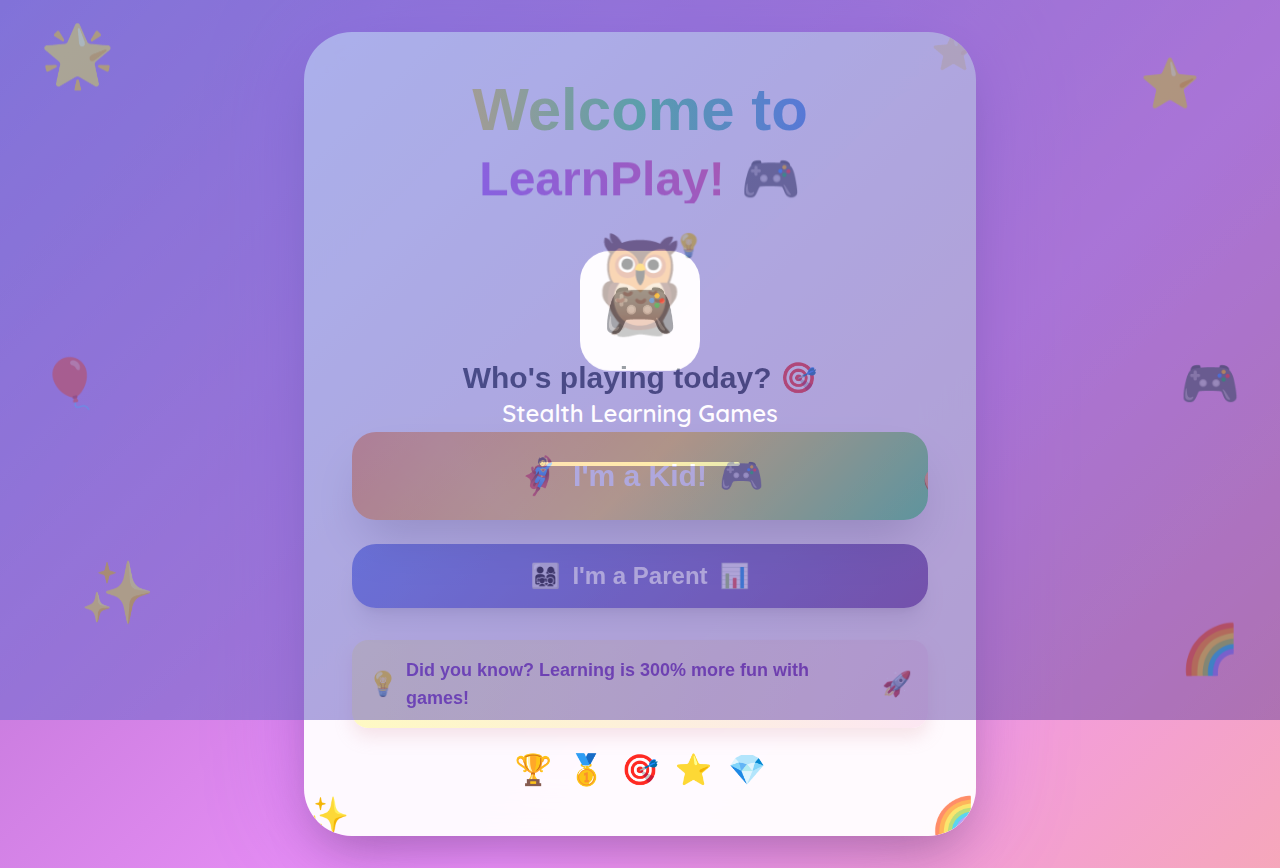 Welcome to
LearnPlay!
Who's playing today?
Stealth Learning Games
I'm a Kid!
I'm a Parent
Did you know? Learning is 300% more fun with
games!